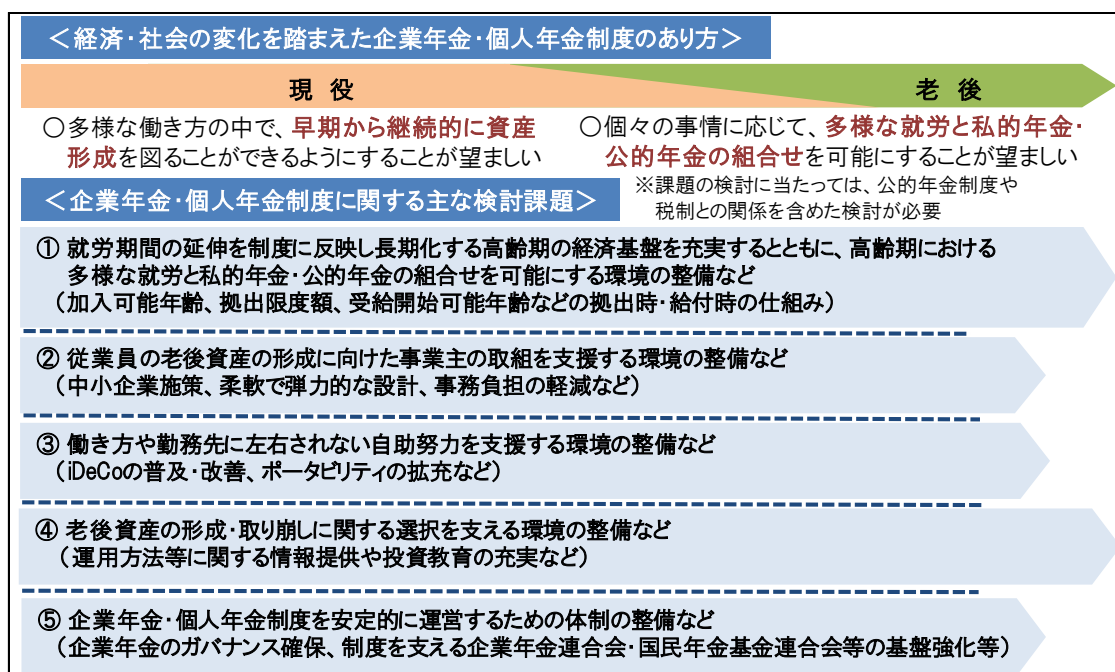 ＜経済・社会の変化を踏まえた企業年金・個人年金制度のあり方＞
現 役
老 後
○多様な働き方の中で、早期から継続的に資産
形成を図ることができるようにすることが望ましい
○個々の事情に応じて、多様な就労と私的年金・
公的年金の組合せを可能にすることが望ましい
※課題の検討に当たっては、公的年金制度や
税制との関係を含めた検討が必要
＜企業年金・個人年金制度に関する主な検討課題＞
① 就労期間の延伸を制度に反映し長期化する高齢期の経済基盤を充実するとともに、高齢期における
多様な就労と私的年金・公的年金の組合せを可能にする環境の整備など
（加入可能年齢、拠出限度額、受給開始可能年齢などの拠出時・給付時の仕組み）
② 従業員の老後資産の形成に向けた事業主の取組を支援する環境の整備など
（中小企業施策、柔軟で弾力的な設計、事務負担の軽減など）
③ 働き方や勤務先に左右されない自助努力を支援する環境の整備など
（iDeCoの普及・改善、ポータビリティの拡充など）
④ 老後資産の形成・取り崩しに関する選択を支える環境の整備など
（運用方法等に関する情報提供や投資教育の充実など）
⑤ 企業年金・個人年金制度を安定的に運営するための体制の整備など
（企業年金のガバナンス確保、制度を支える企業年金連合会・国民年金基金連合会等の基盤強化等）